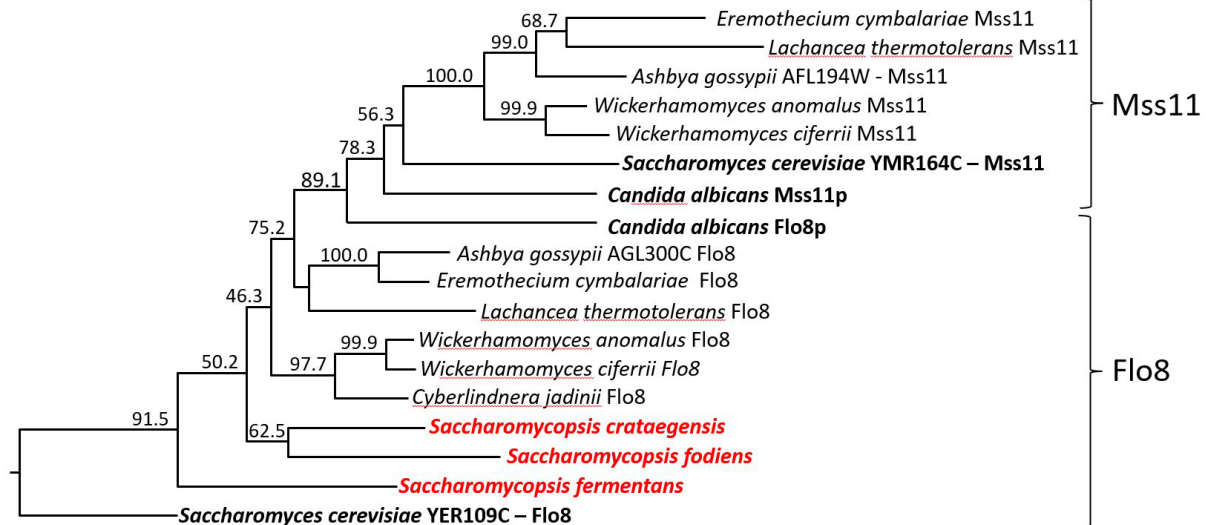 68.7
Eremothecium cymbalariae Mss11
99.0
Lachancea thermotolerans Mss11
100.0
Ashbya gossypii AFL194W - Mss11
99.9
Wickerhamomyces anomalus Mss11
Mss11
56.3
Wickerhamomyces ciferrii Mss11
78.3
Saccharomyces cerevisiae YMR164C – Mss11
89.1
Candida albicans Mss11p
75.2
Candida albicans Flo8p
100.0
Ashbya gossypii AGL300C Flo8
Eremothecium cymbalariae Flo8
46.3
Lachancea thermotolerans Flo8
99.9
Wickerhamomyces anomalus Flo8
50.2
97.7
Wickerhamomyces ciferrii Flo8
Flo8
Cyberlindnera jadinii Flo8
91.5
62.5
Saccharomycopsis crataegensis
Saccharomycopsis fodiens
Saccharomycopsis fermentans
Saccharomyces cerevisiae YER109C – Flo8